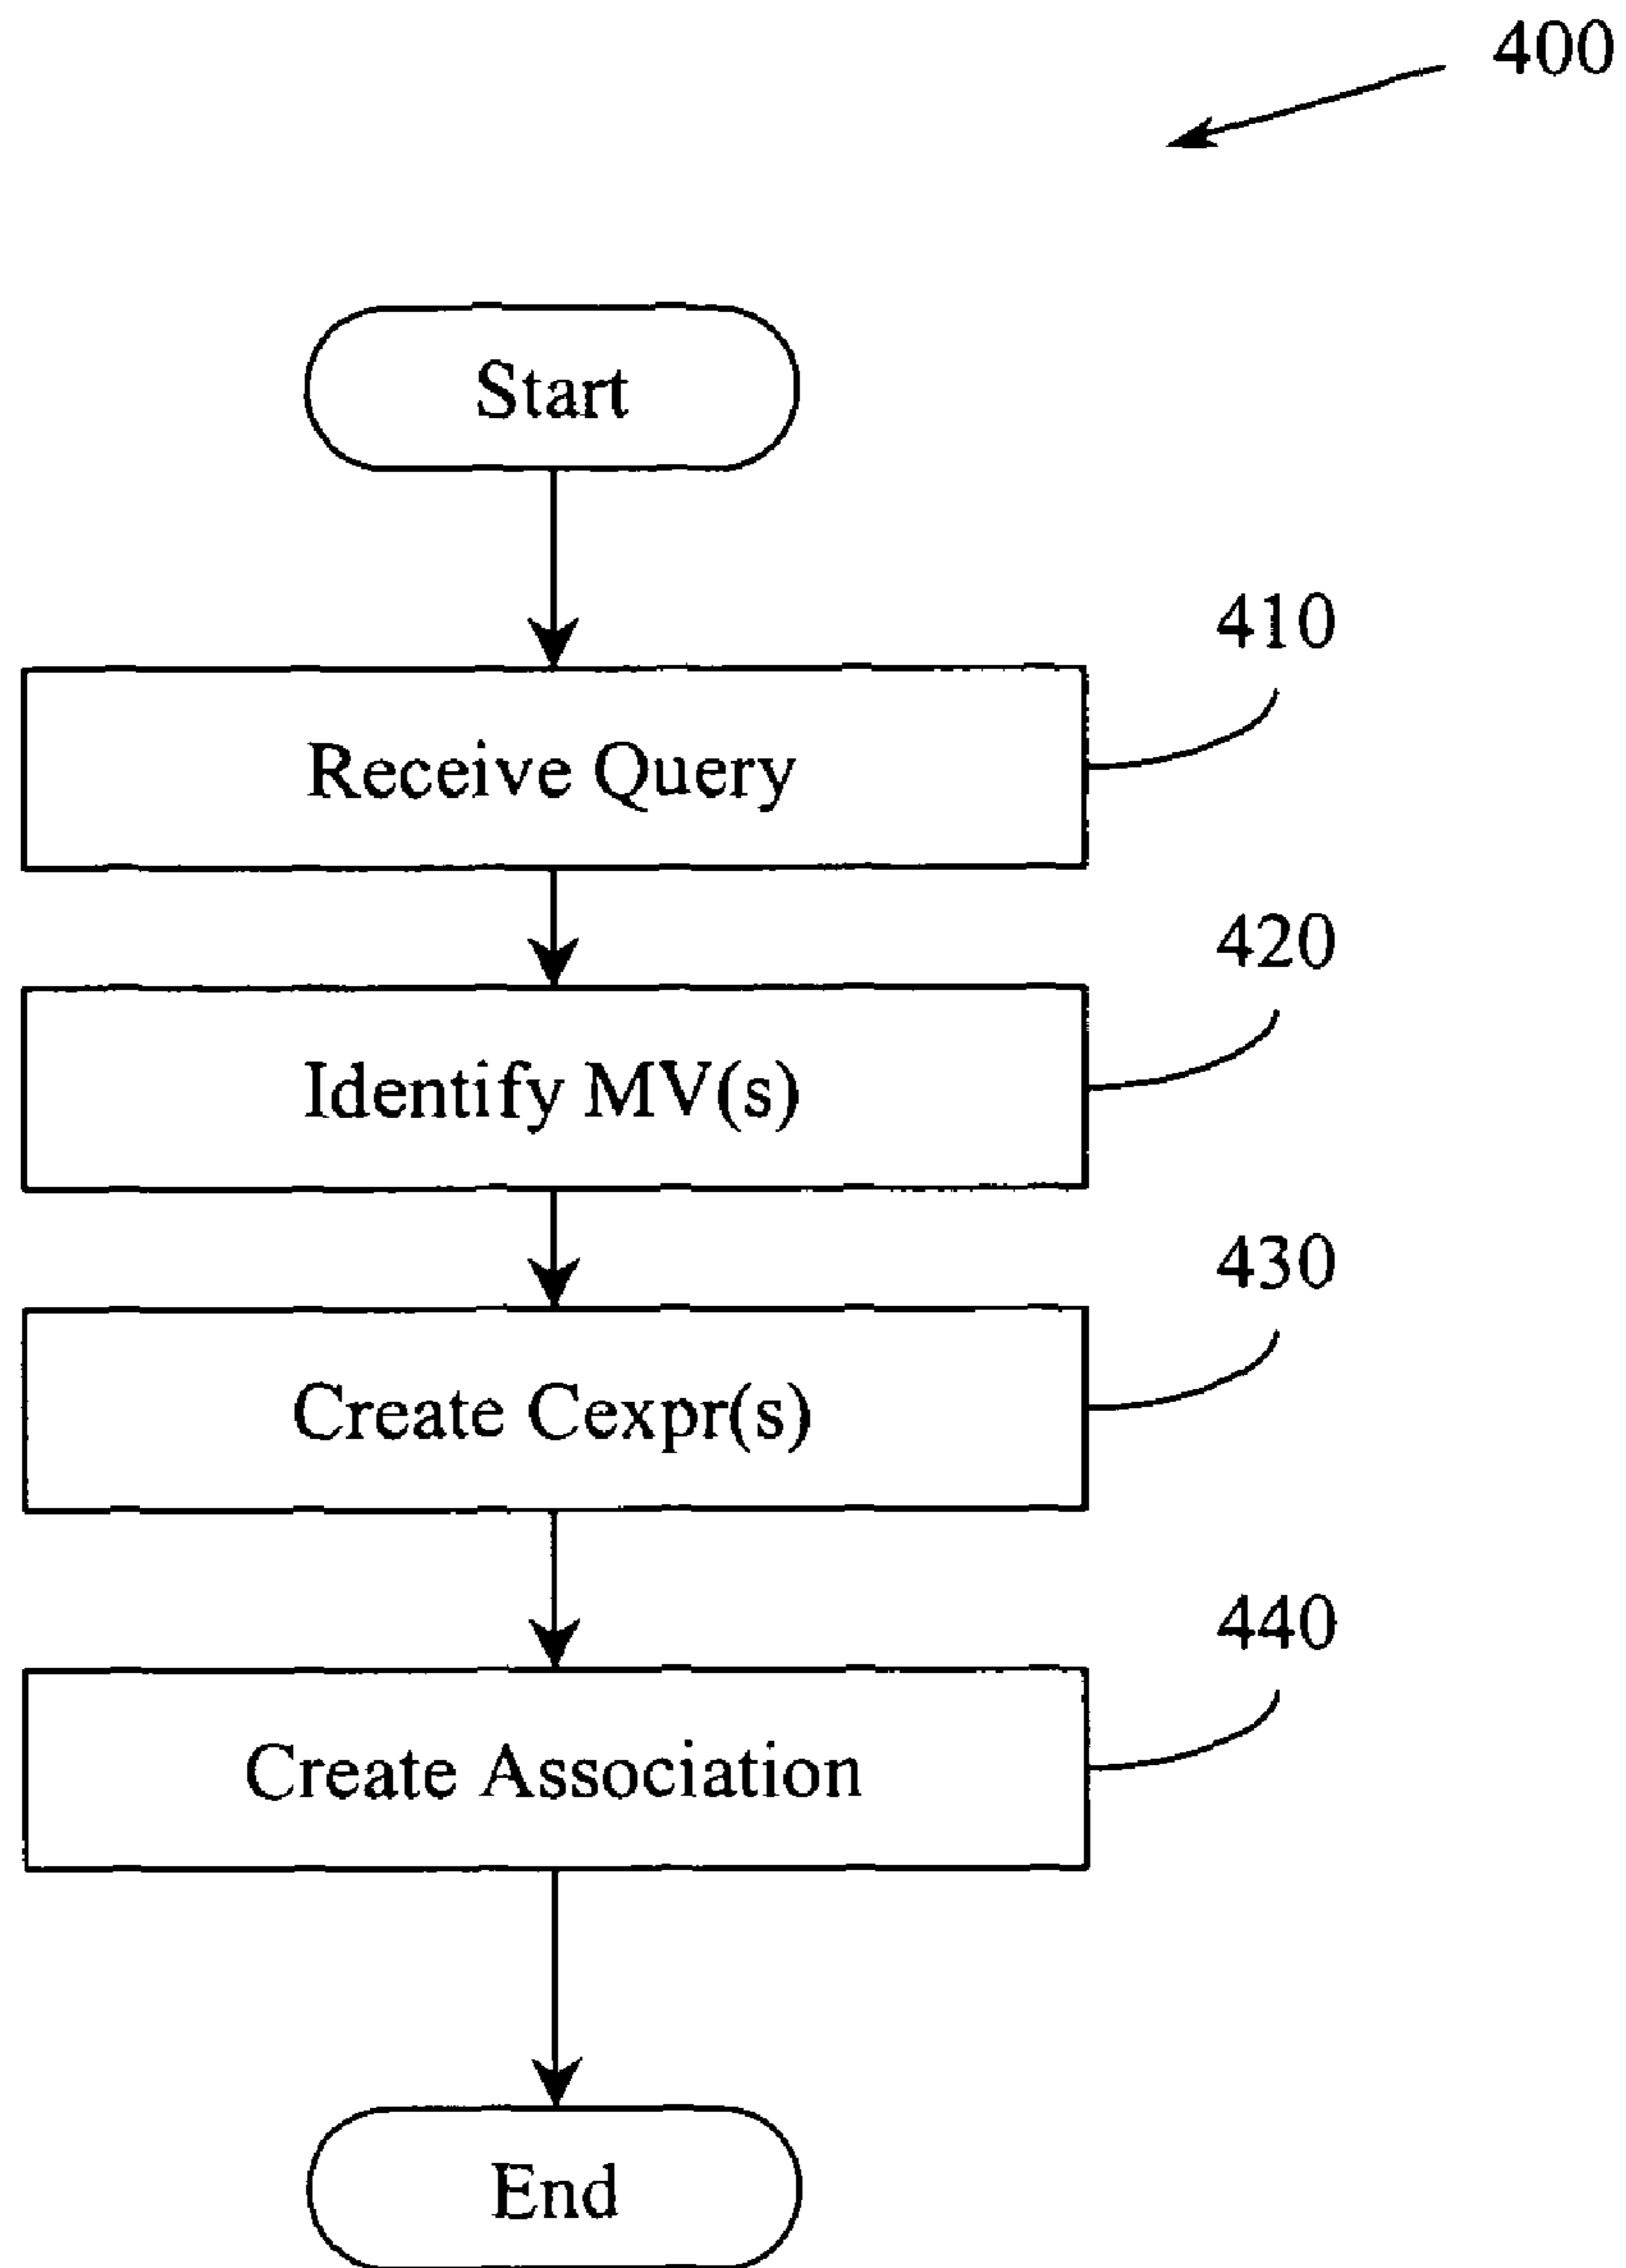 400
Start
410
Receive Query
420
Identify MV(s)
430
Create Cexpr(s)
440
Create Association
End